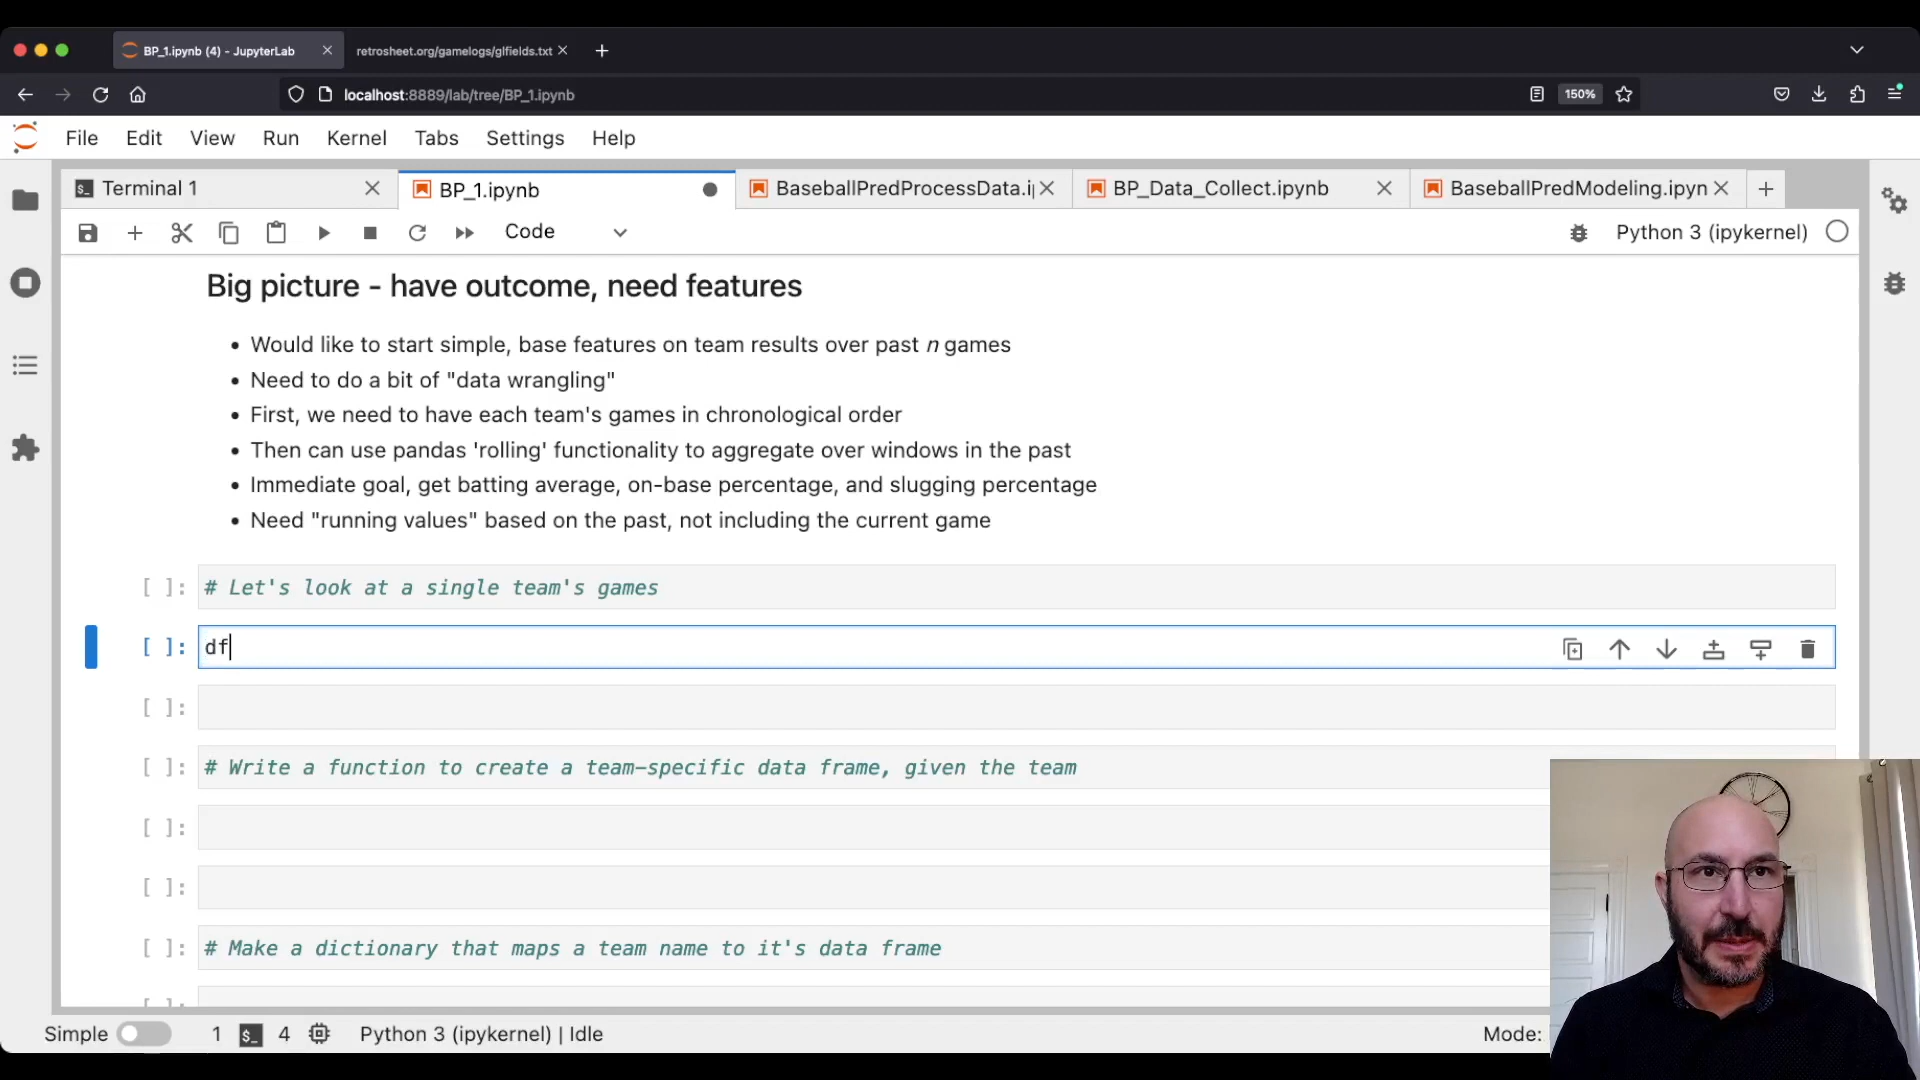 BP_1.ipynb (4) - JupyterLab
retrosheet.org/gamelogs/glfields.txt
localhost:8889/lab/tree/BP_1.ipynb
150%
File Edit View Run Kernel Tabs Settings Help
Terminal 1
BP_1.ipynb
BaseballPredProcessData.i
BP_Data_Collect.ipynb
BaseballPredModeling.ipyn
Code
Python 3 (ipykernel)
Big picture - have outcome, need features
• Would like to start simple, base features on team results over past n games
• Need to do a bit of "data wrangling"
• First, we need to have each team's games in chronological order
• Then can use pandas 'rolling' functionality to aggregate over windows in the past
• Immediate goal, get batting average, on-base percentage, and slugging percentage
• Need "running values" based on the past, not including the current game
[ ]: # Let's look at a single team's games
[ ]: df
[ ]:
[ ]: # Write a function to create a team-specific data frame, given the team
[ ]:
[ ]:
[ ]: # Make a dictionary that maps a team name to it's data frame
[ ]:
Simple 1 $_ 4 Python 3 (ipykernel) | Idle Mode: